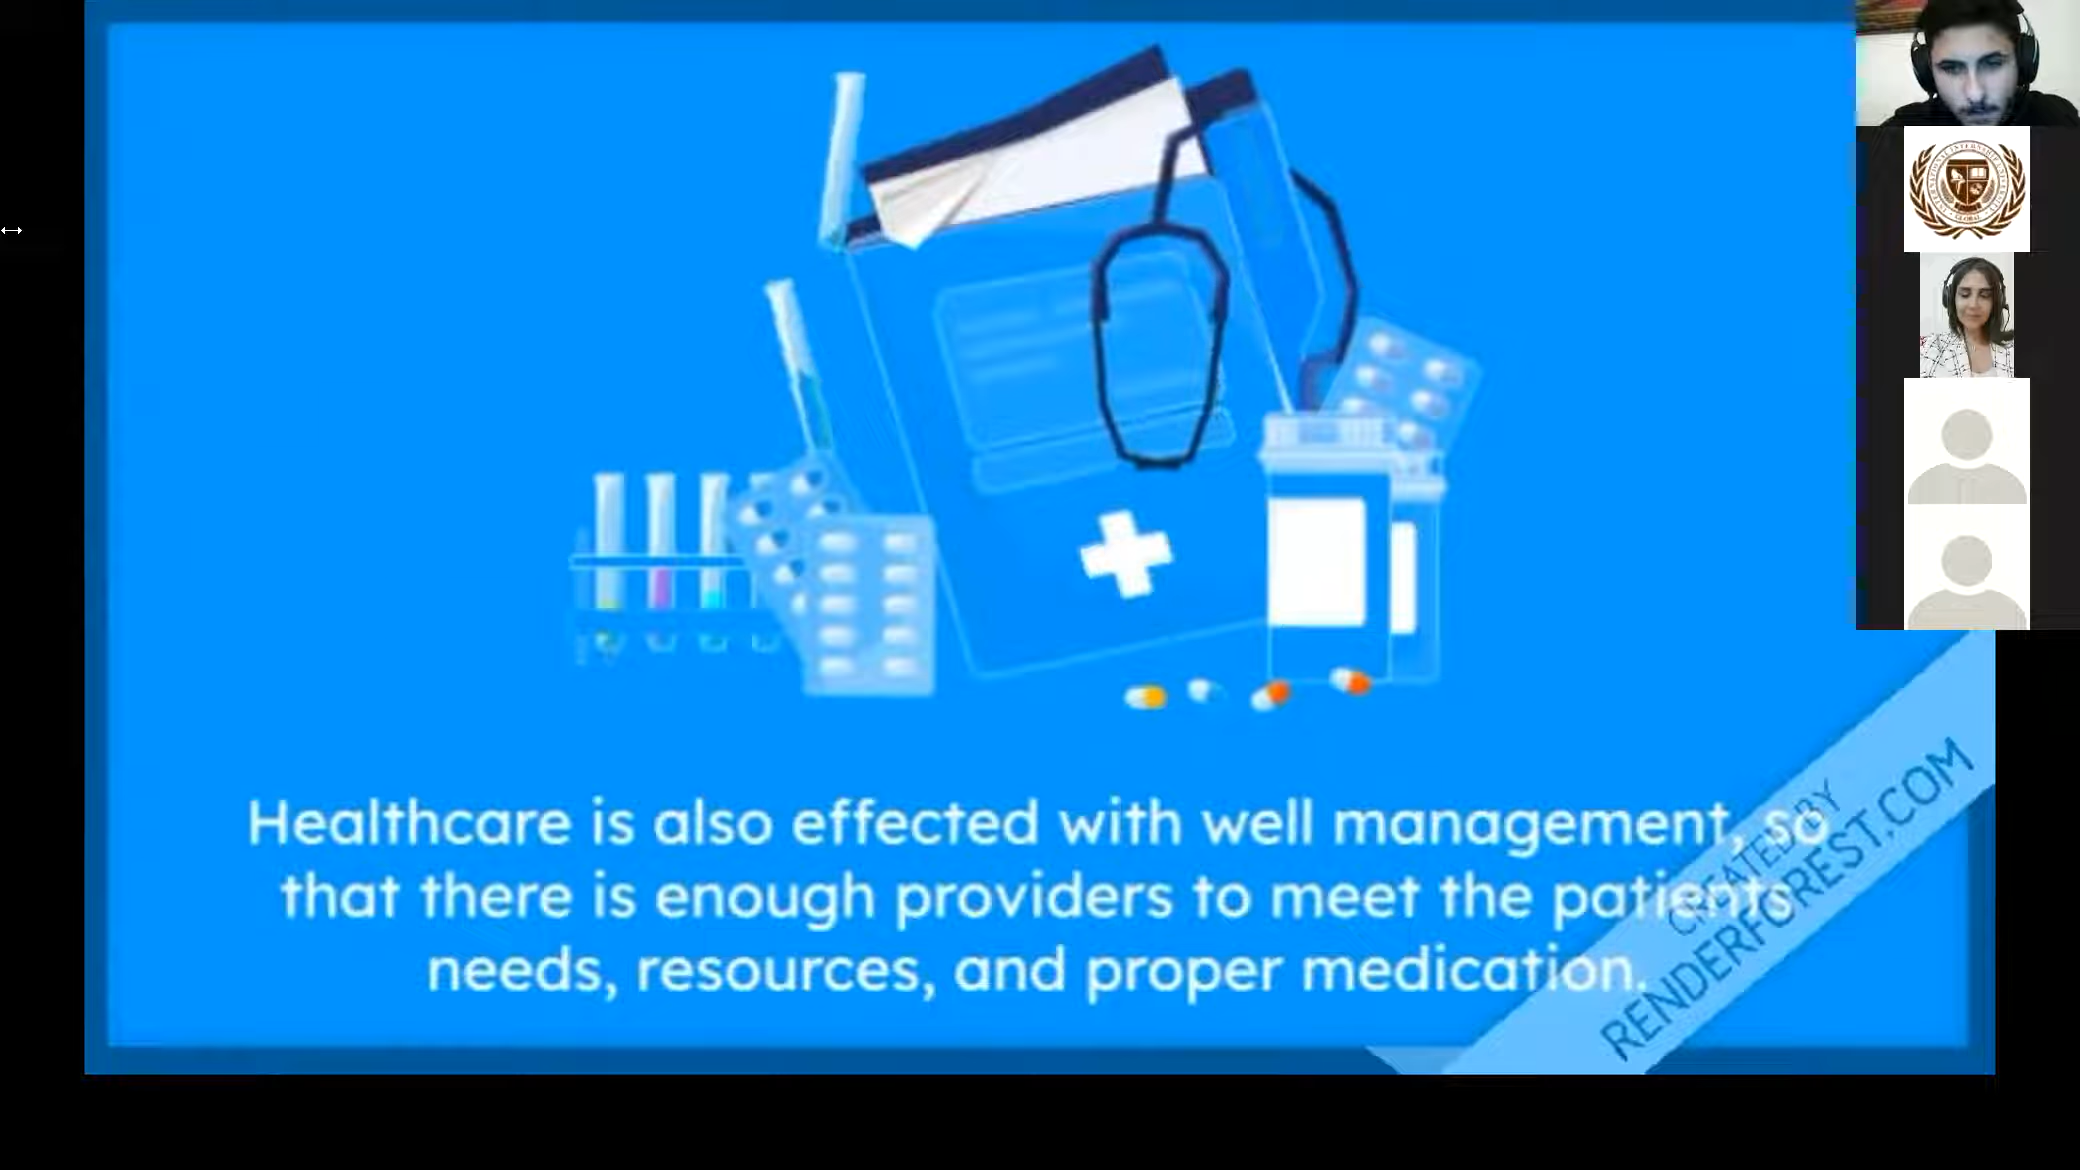 Healthcare is also effected with well management, so
that there is enough providers to meet the patients
needs, resources, and proper medication.
CREATED BY
RENDERFOREST.COM